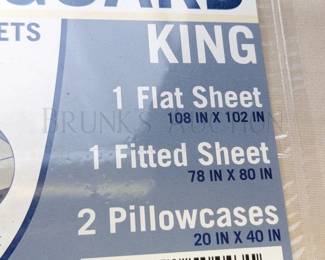 GUARD
ETS
KING
1 Flat Sheet
108 IN X 102 IN
BRUNK'S AUCTION
1 Fitted Sheet
78 IN X 80 IN
2 Pillowcases
20 IN X 40 IN